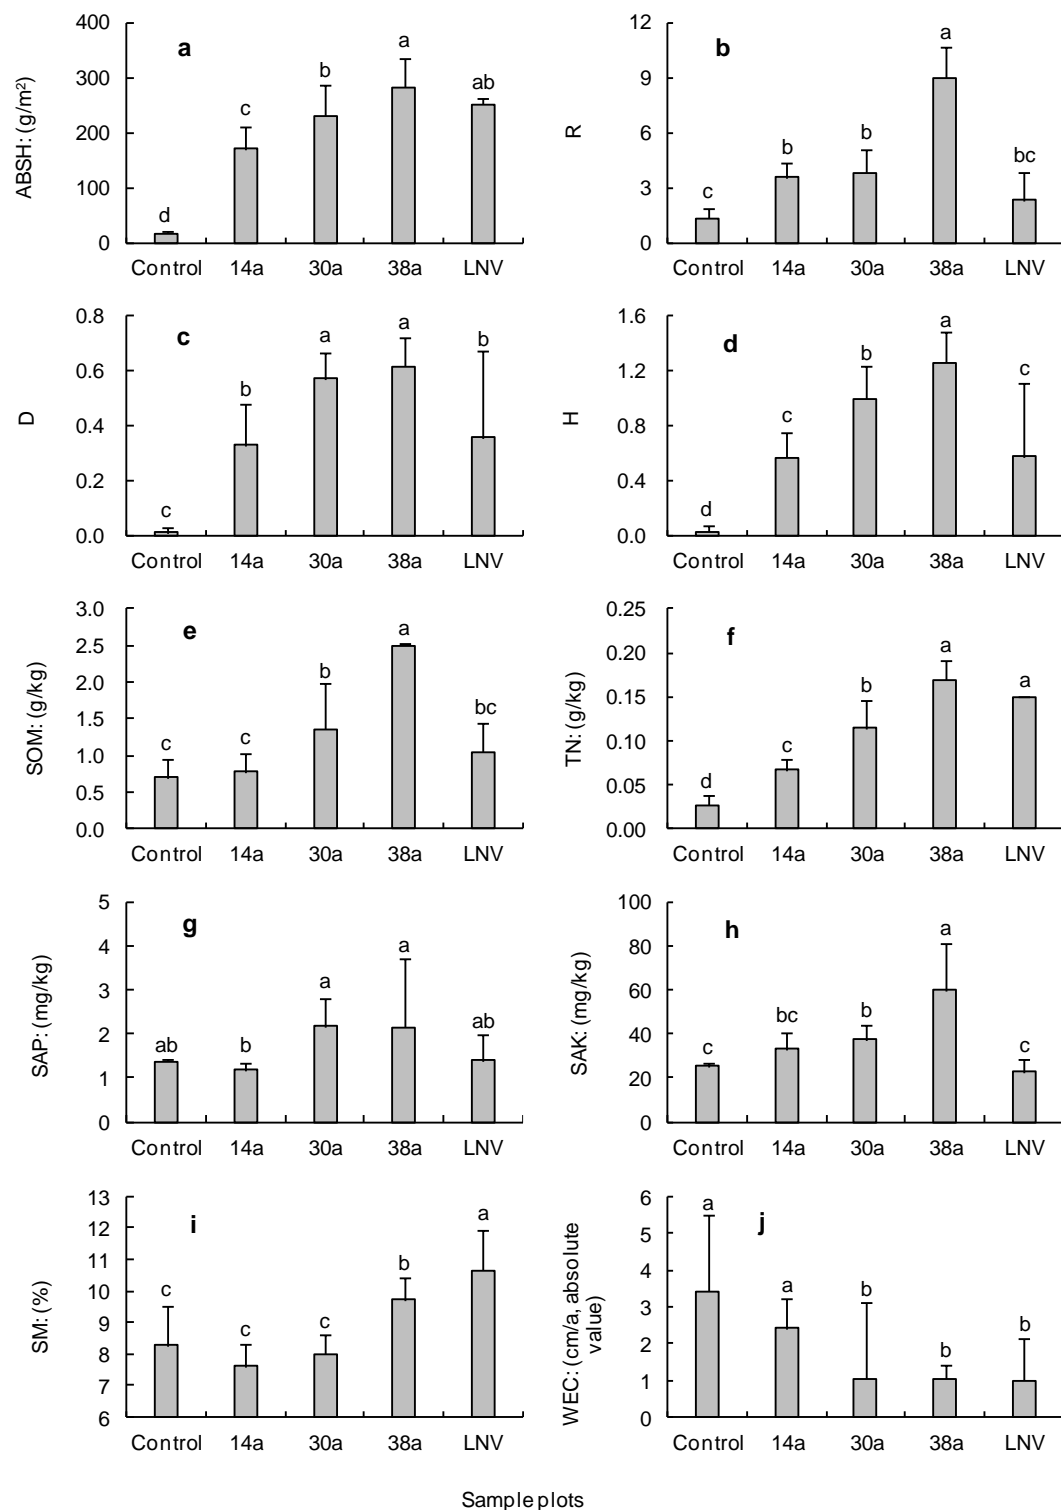 a
ABSH: (g/m²)
400
300
200
100
0
d
c
b
a
ab
Control 14a 30a 38a LNV
b
R
12
9
6
3
0
c
b
b
a
bc
Control 14a 30a 38a LNV
c
D
0.8
0.6
0.4
0.2
0.0
c
b
a
a
b
Control 14a 30a 38a LNV
d
H
1.6
1.2
0.8
0.4
0.0
d
c
b
a
c
Control 14a 30a 38a LNV
e
SOM: (g/kg)
3.0
2.5
2.0
1.5
1.0
0.5
0.0
c
c
b
a
bc
Control 14a 30a 38a LNV
f
TN: (g/kg)
0.25
0.20
0.15
0.10
0.05
0.00
d
c
b
a
a
Control 14a 30a 38a LNV
g
SAP: (mg/kg)
5
4
3
2
1
0
ab
b
a
a
ab
Control 14a 30a 38a LNV
h
SAK: (mg/kg)
100
80
60
40
20
0
c
bc
b
a
c
Control 14a 30a 38a LNV
i
SM: (%)
13
12
11
10
9
8
7
6
c
c
c
b
a
Control 14a 30a 38a LNV
j
WEC: (cm/a, absolute
value)
6
5
4
3
2
1
0
a
a
b
b
b
Control 14a 30a 38a LNV
Sample plots